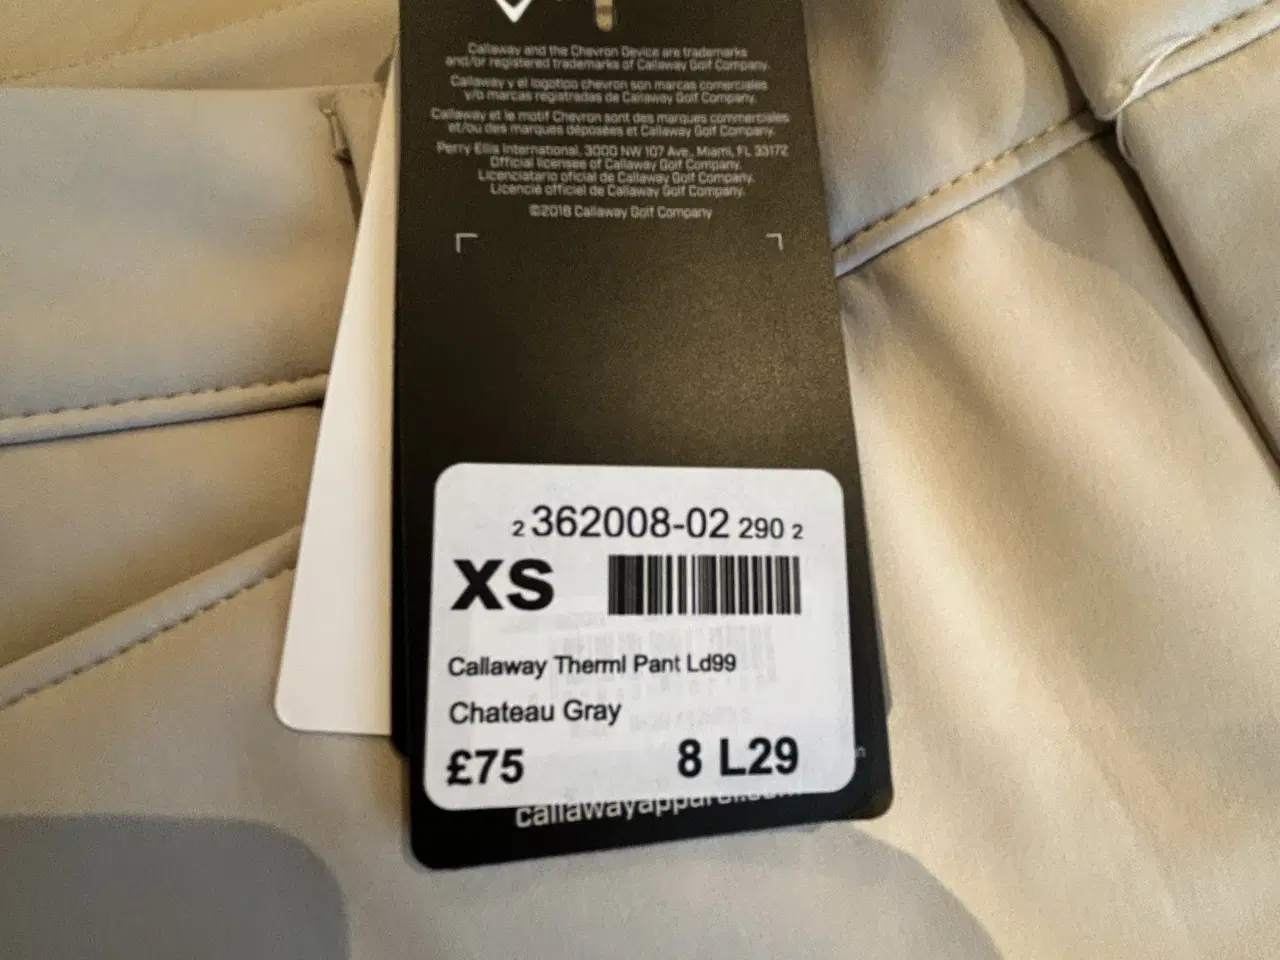 Callaway and the Chevron Device are trademarks
and/or registered trademarks of Callaway Golf Company.
Callaway y el logotipo chevron son marcas comerciales
y/o marcas registradas de Callaway Golf Company.
Callaway et le motif Chevron sont des marques commerciales
et/ou des marques déposées et Callaway Golf Company.
Perry Ellis International, 3000 NW 107 Ave., Miami, FL 33172
Official licensee of Callaway Golf Company.
Licenciatario oficial de Callaway Golf Company.
Licencié officiel de Callaway Golf Company.
©2018 Callaway Golf Company
2 362008-02 290 2
XS
Callaway Therml Pant Ld99
Chateau Gray
£75 8 L29
callawayapparel.com